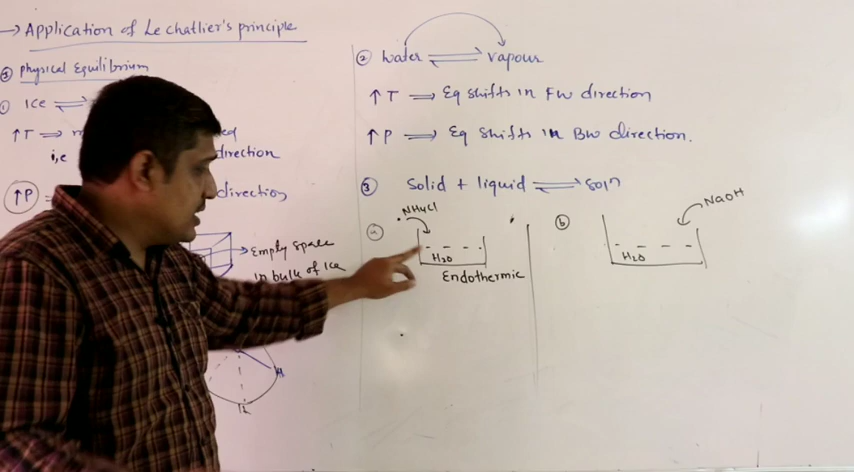 → Application of Le chatlier's principle
① Physical Equilibrium
① Ice ⇌
↑T ⇒
i,e direction
↑P = direction
→ Empty space
in bulk of ice
② water ⇌ vapour
↑T ⇒ Eq shifts in FW direction
↑P ⇒ Eq shifts in BW direction.
③ Solid + liquid ⇌ soln
ⓐ NH4Cl
H2O
Endothermic
ⓑ NaOH
H2O